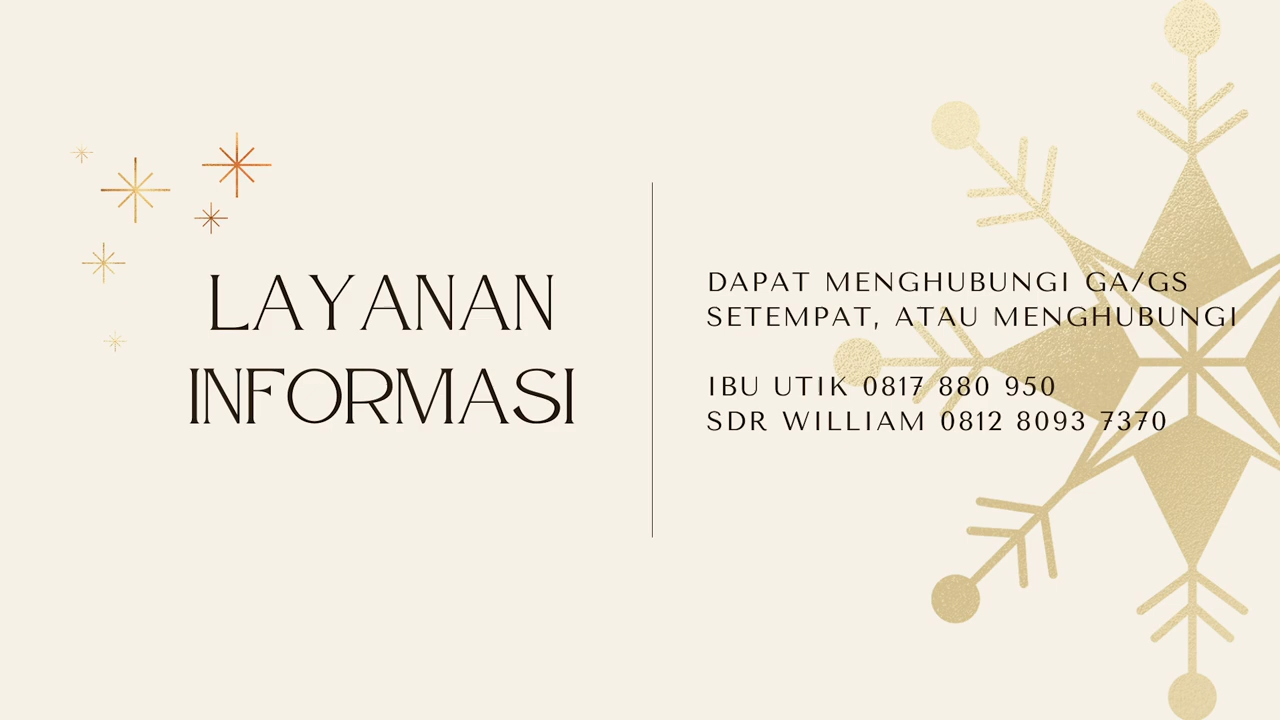 LAYANAN
INFORMASI
DAPAT MENGHUBUNGI GA/GS
SETEMPAT, ATAU MENGHUBUNGI
IBU UTIK 0817 880 950
SDR WILLIAM 0812 8093 7370